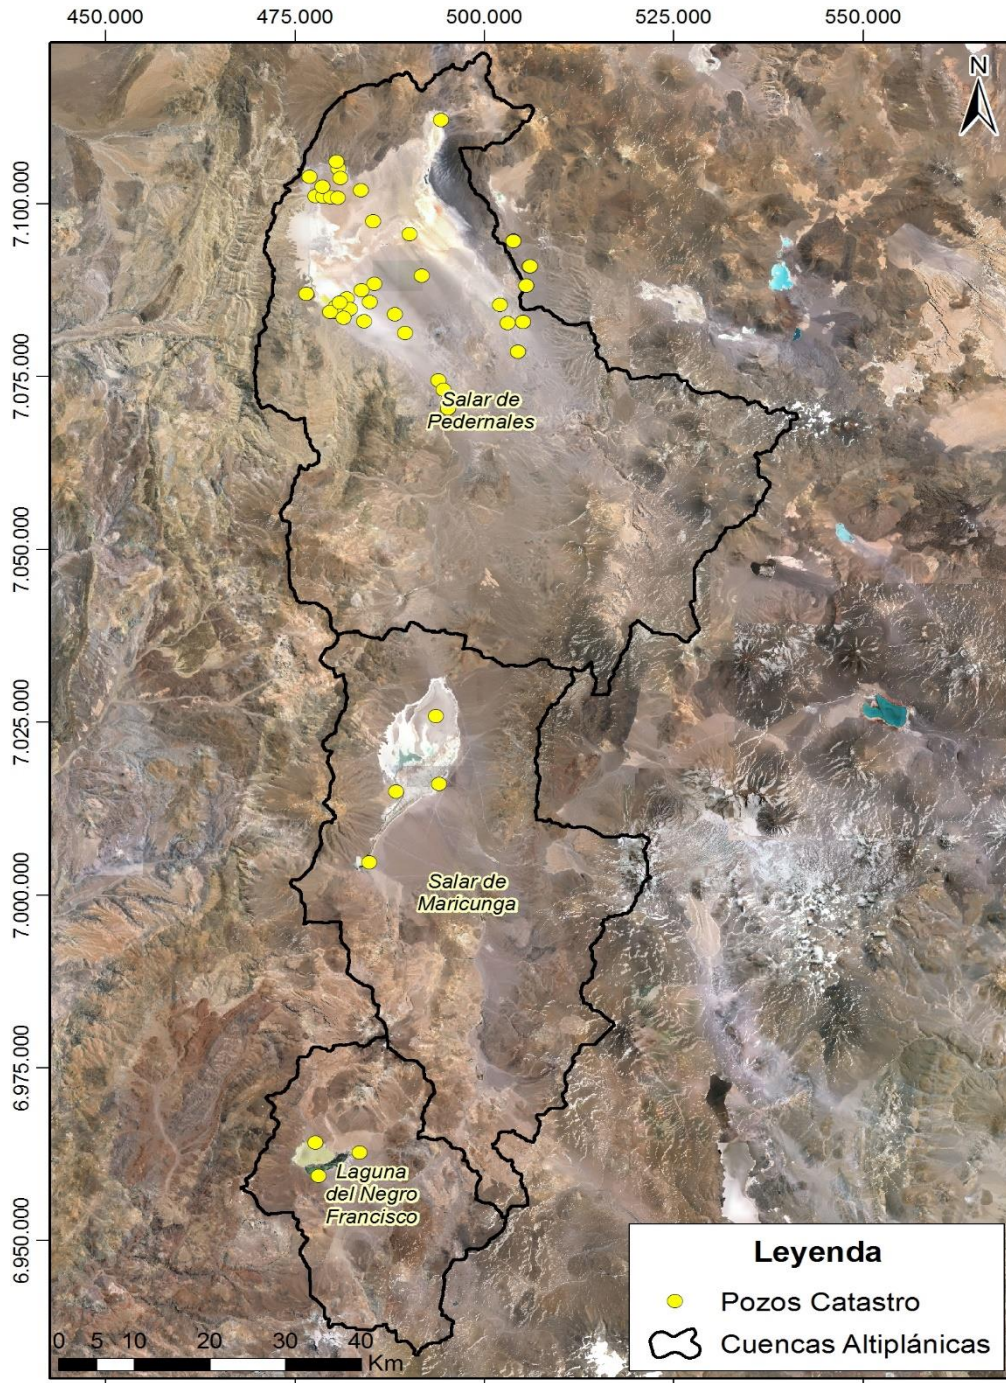 450.000 475.000 500.000 525.000 550.000
N
7.100.000
7.075.000
Salar de
Pedernales
7.050.000
7.025.000
7.000.000
Salar de
Maricunga
6.975.000
Laguna
del Negro
Francisco
6.950.000
Leyenda
Pozos Catastro
Cuencas Altiplánicas
0 5 10 20 30 40
Km